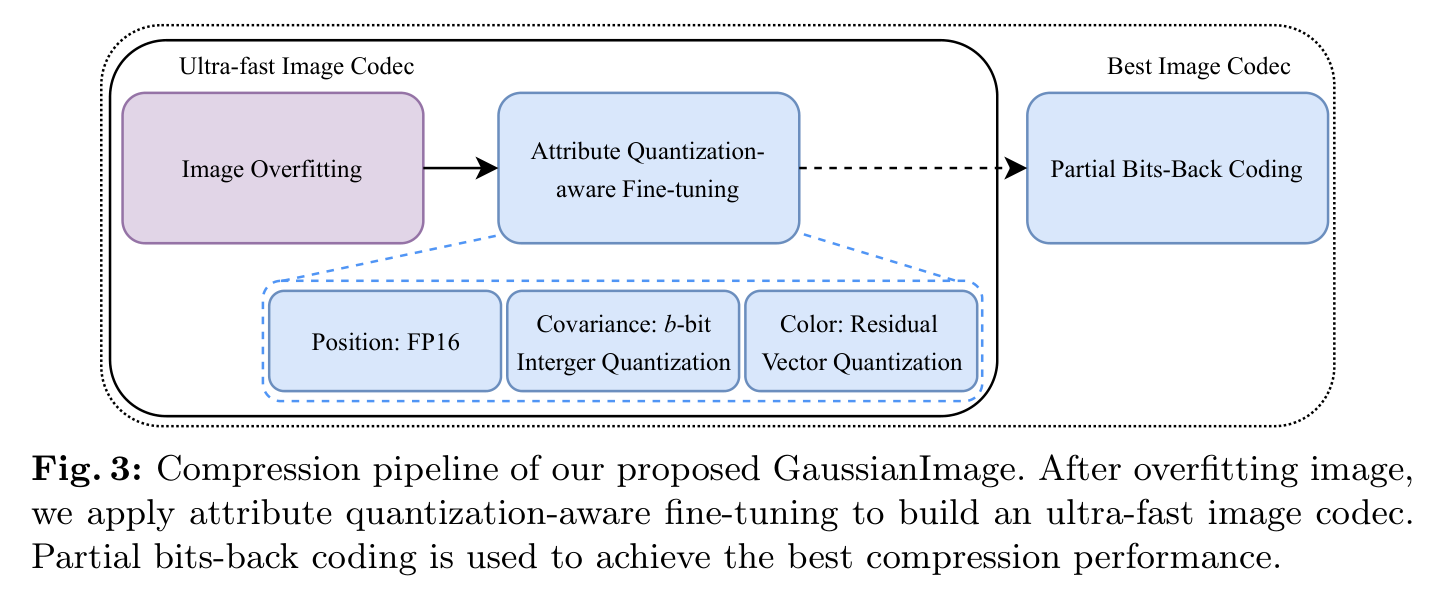 Ultra-fast Image Codec
Best Image Codec
Image Overfitting
Attribute Quantization-
aware Fine-tuning
Partial Bits-Back Coding
Position: FP16
Covariance: b-bit
Interger Quantization
Color: Residual
Vector Quantization
Fig. 3: Compression pipeline of our proposed GaussianImage. After overfitting image,
we apply attribute quantization-aware fine-tuning to build an ultra-fast image codec.
Partial bits-back coding is used to achieve the best compression performance.